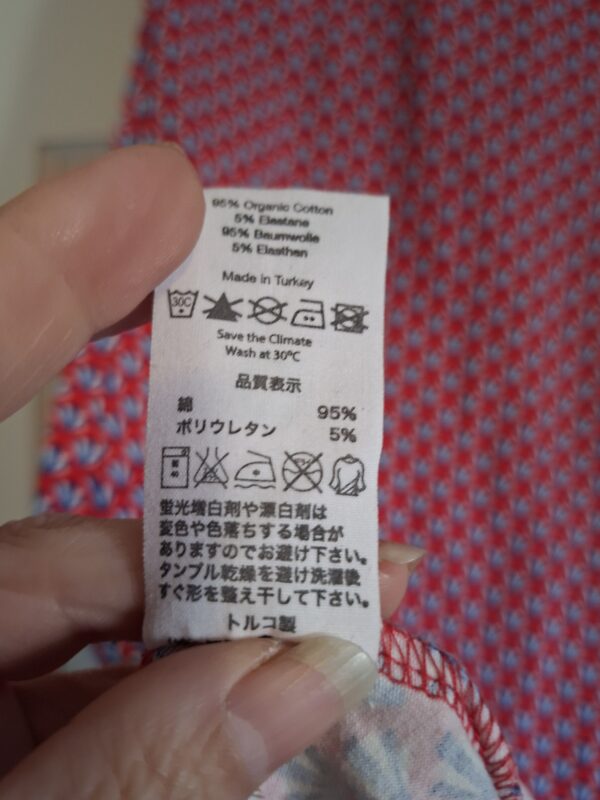 95% Organic Cotton
5% Elastane
95% Baumwolle
5% Elasthan
Made in Turkey
30C
Save the Climate
Wash at 30°C
品質表示
綿 95%
ポリウレタン 5%
40
蛍光増白剤や漂白剤は
変色や色落ちする場合が
ありますのでお避け下さい。
タンブル乾燥を避け洗濯後
すぐ形を整え干して下さい。
トルコ製